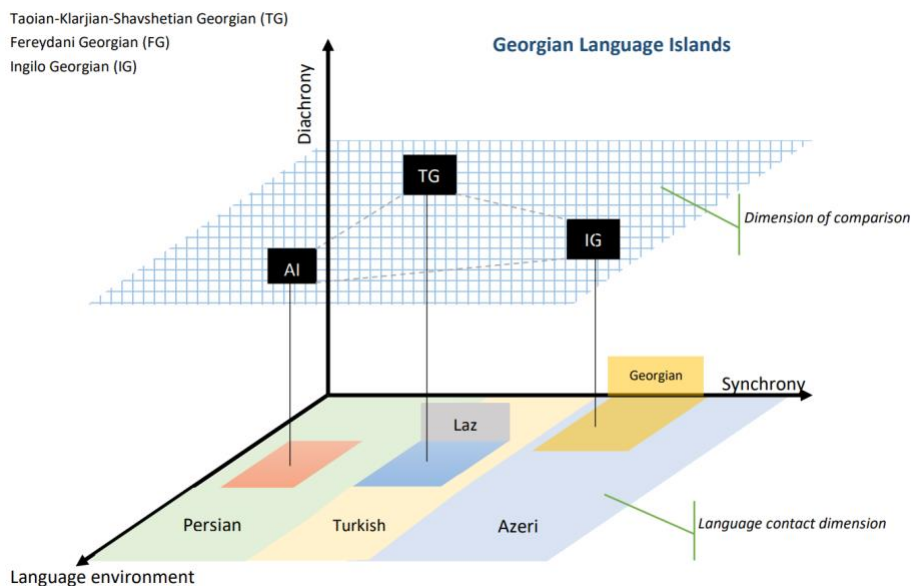 Taoian-Klarjian-Shavshetian Georgian (TG)
Fereydani Georgian (FG)
Ingilo Georgian (IG)
Georgian Language Islands
Diachrony
TG
Dimension of comparison
IG
AI
Georgian
Synchrony
Laz
Persian
Turkish
Azeri
Language contact dimension
Language environment